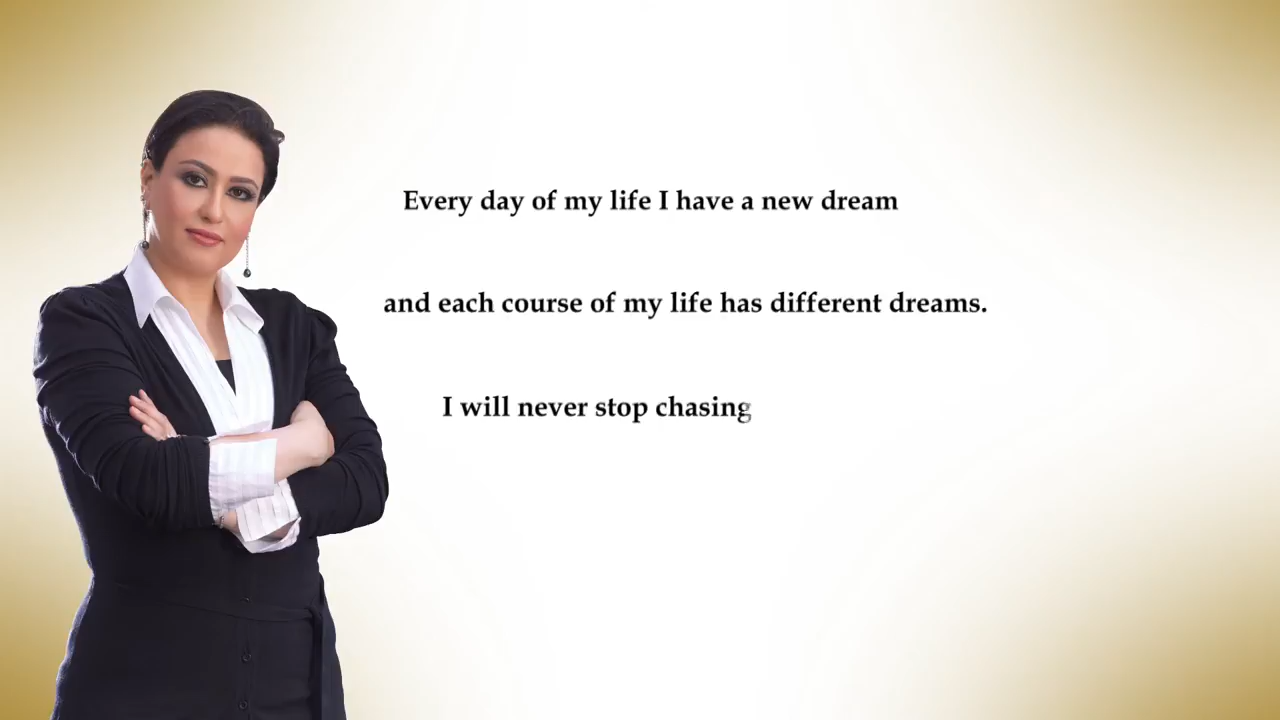 Every day of my life I have a new dream
and each course of my life has different dreams.
I will never stop chasing